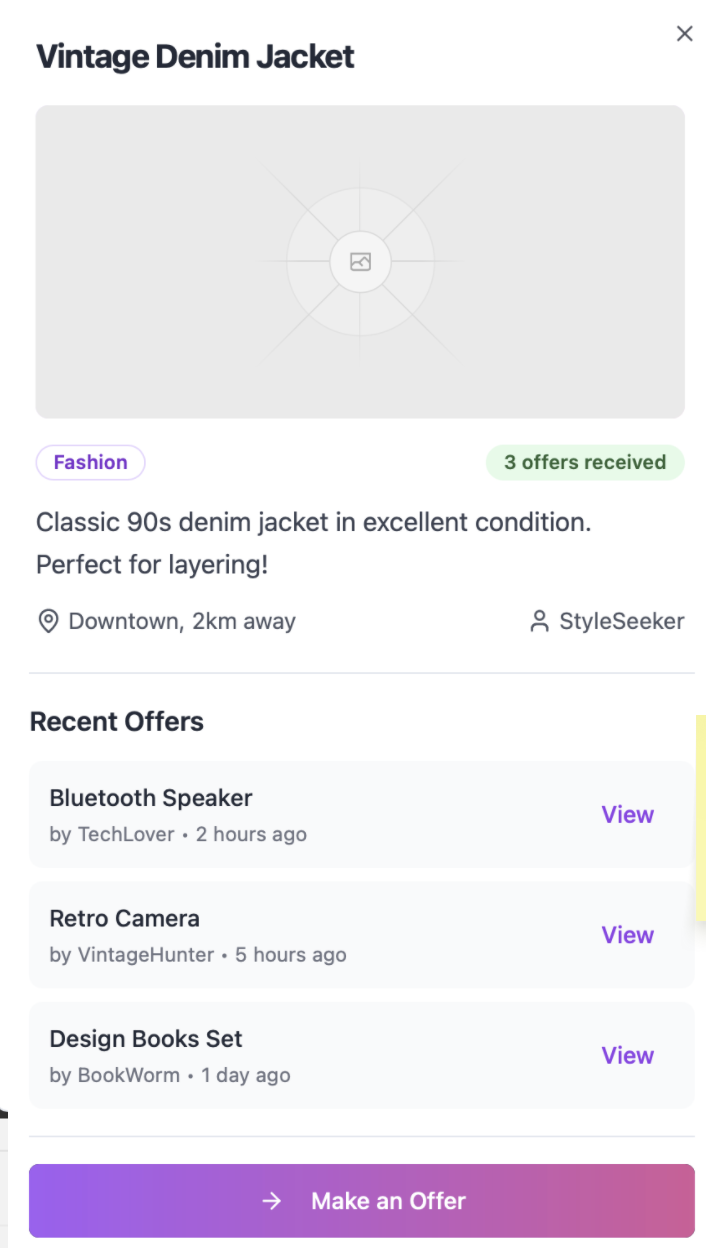 Vintage Denim Jacket
Fashion
3 offers received
Classic 90s denim jacket in excellent condition.
Perfect for layering!
Downtown, 2km away
StyleSeeker
Recent Offers
Bluetooth Speaker
by TechLover • 2 hours ago
View
Retro Camera
by VintageHunter • 5 hours ago
View
Design Books Set
by BookWorm • 1 day ago
View
Make an Offer